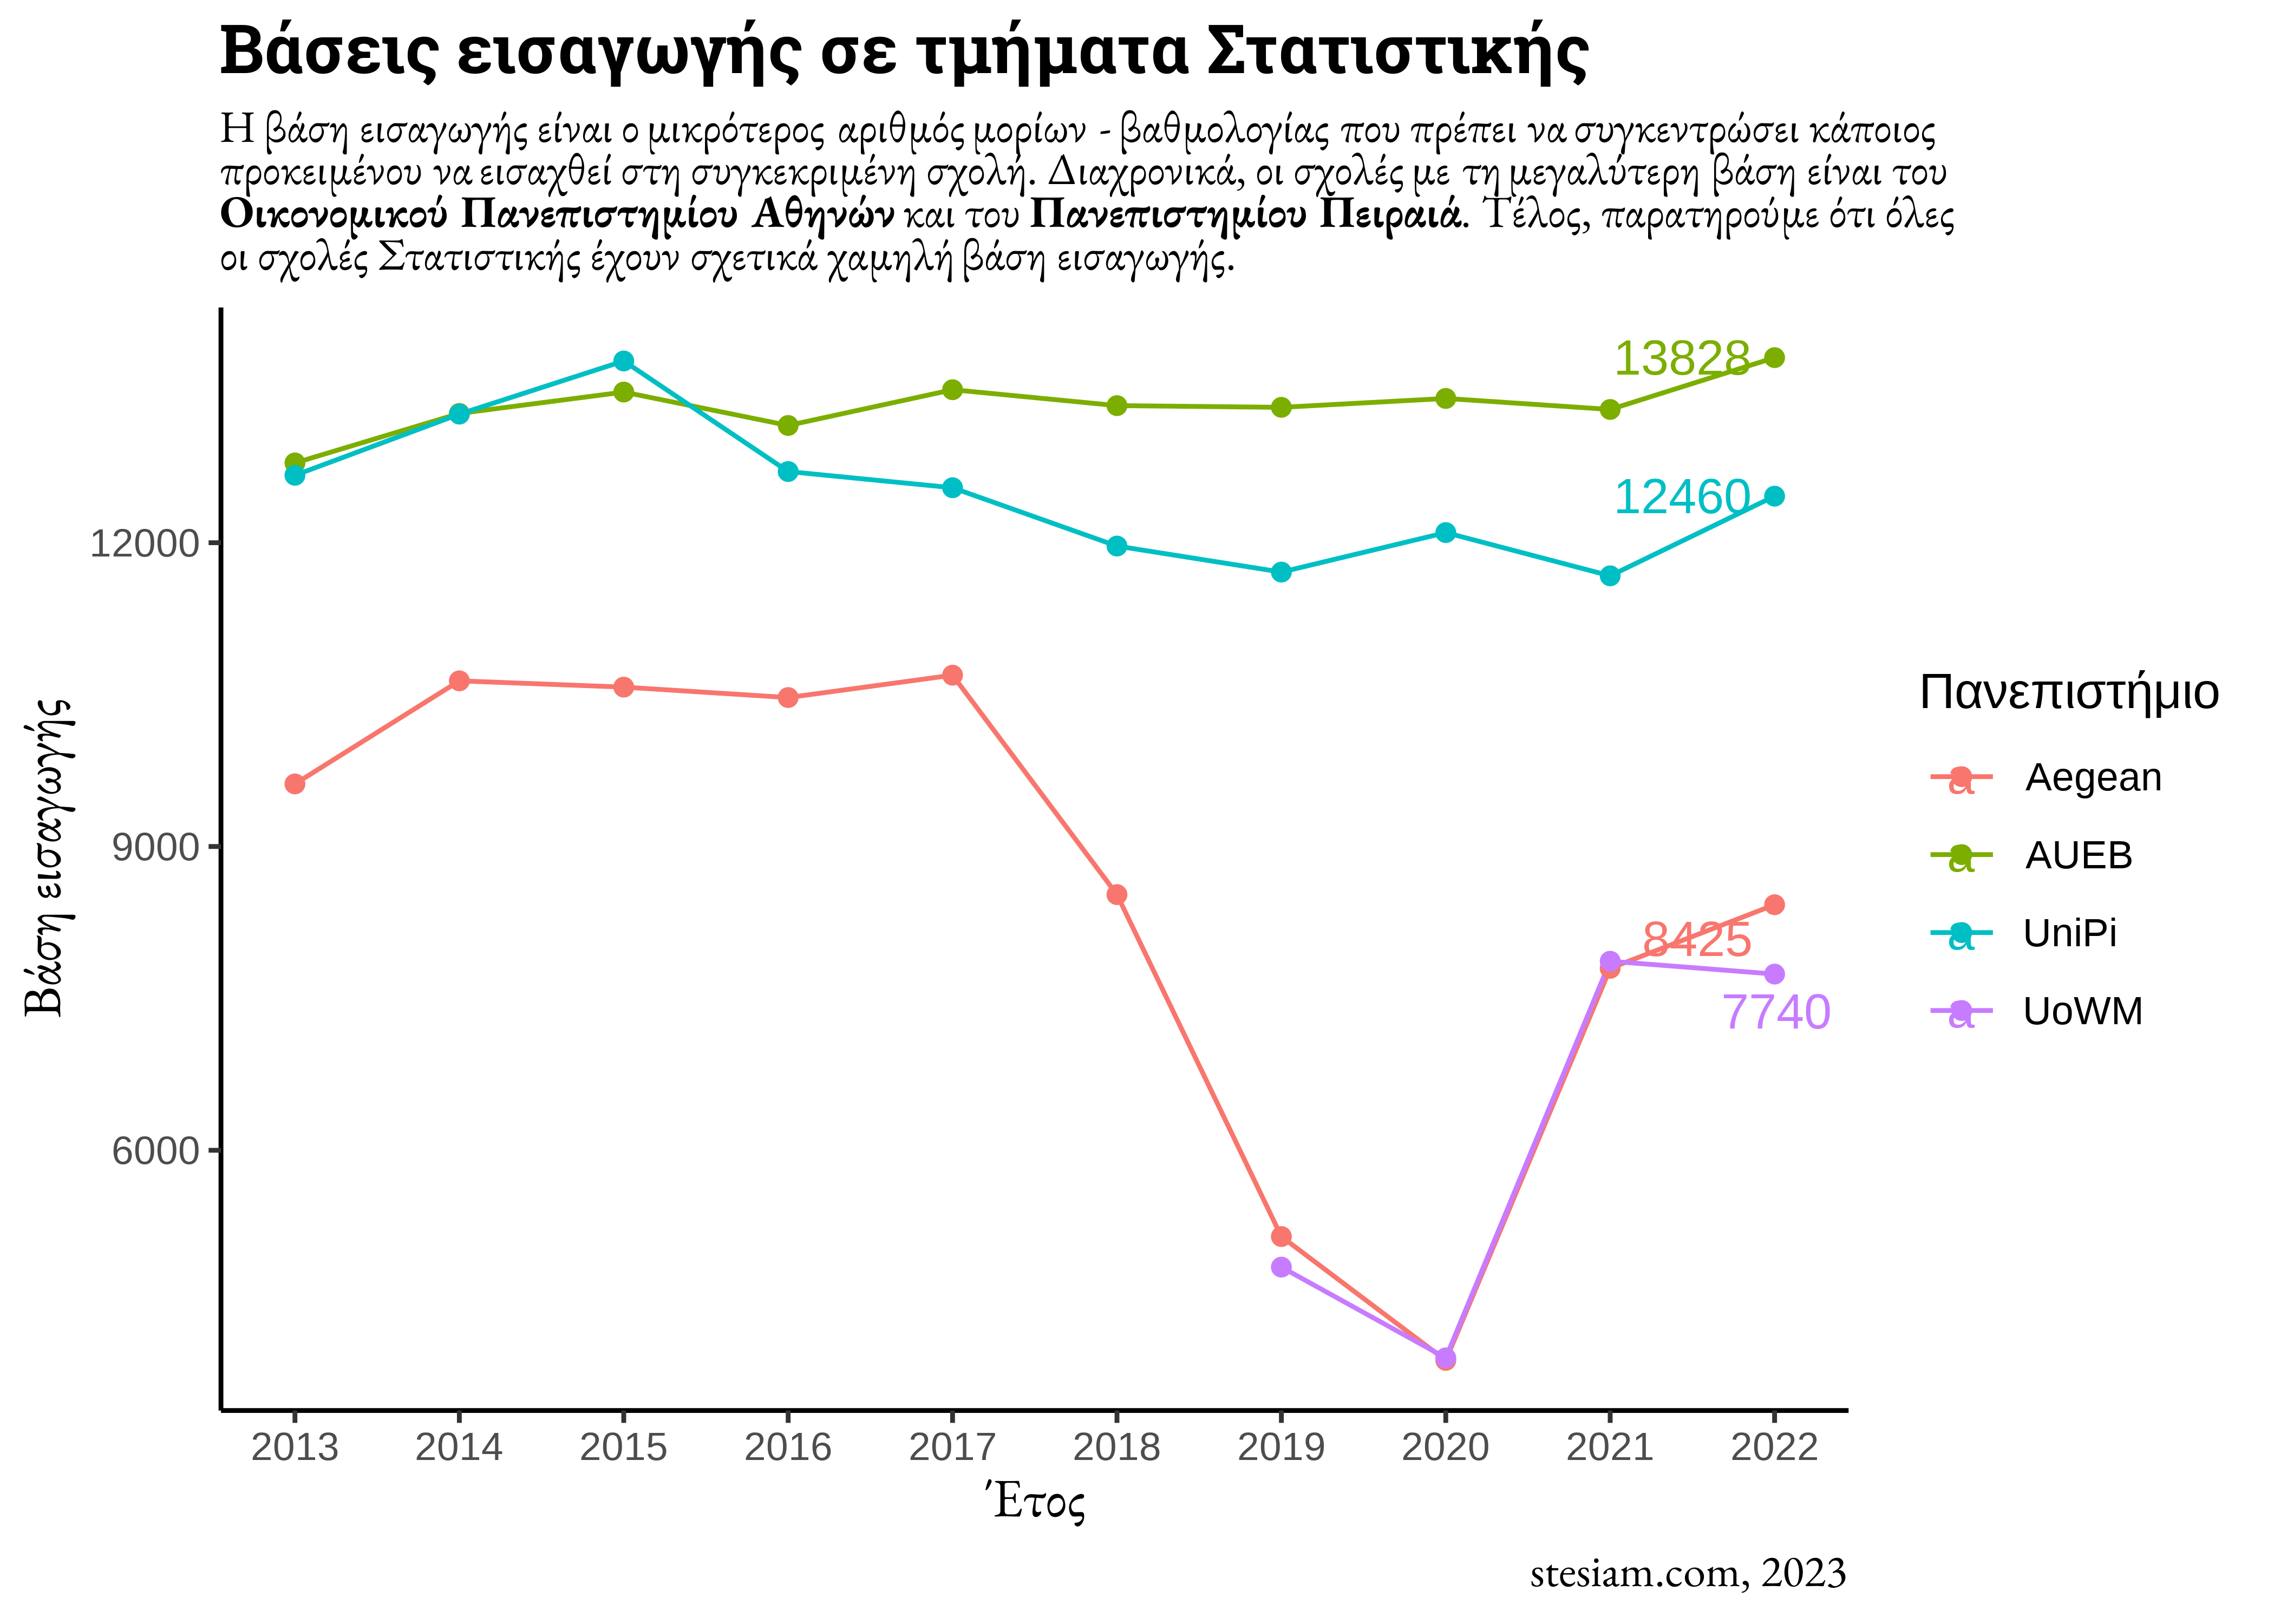 Βάσεις εισαγωγής σε τμήματα Στατιστικής
Η βάση εισαγωγής είναι ο μικρότερος αριθμός μορίων - βαθμολογίας που πρέπει να συγκεντρώσει κάποιος
προκειμένου να εισαχθεί στη συγκεκριμένη σχολή. Διαχρονικά, οι σχολές με τη μεγαλύτερη βάση είναι του
Οικονομικού Πανεπιστημίου Αθηνών και του Πανεπιστημίου Πειραιά. Τέλος, παρατηρούμε ότι όλες
οι σχολές Στατιστικής έχουν σχετικά χαμηλή βάση εισαγωγής.
13828
12460
12000
9000
6000
8425
7740
Βάση εισαγωγής
Πανεπιστήμιο
a Aegean
a AUEB
a UniPi
a UoWM
2013 2014 2015 2016 2017 2018 2019 2020 2021 2022
Έτος
stesiam.com, 2023